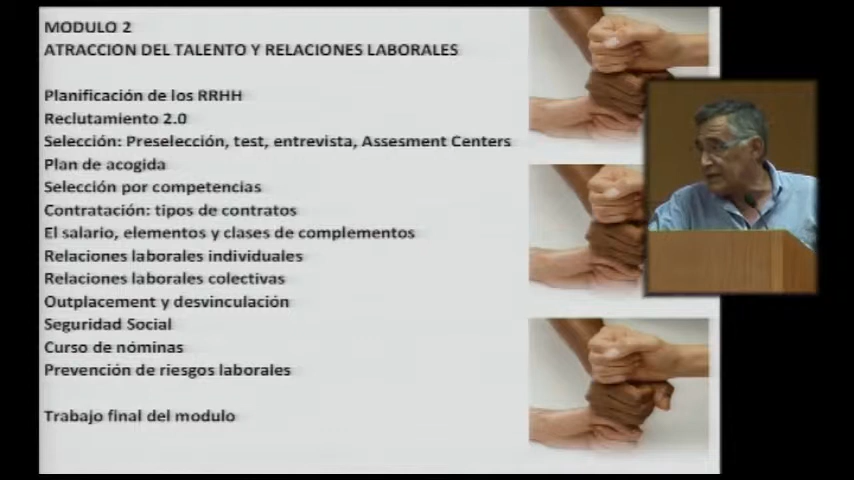 MODULO 2
ATRACCION DEL TALENTO Y RELACIONES LABORALES
Planificación de los RRHH
Reclutamiento 2.0
Selección: Preselección, test, entrevista, Assesment Centers
Plan de acogida
Selección por competencias
Contratación: tipos de contratos
El salario, elementos y clases de complementos
Relaciones laborales individuales
Relaciones laborales colectivas
Outplacement y desvinculación
Seguridad Social
Curso de nóminas
Prevención de riesgos laborales
Trabajo final del modulo